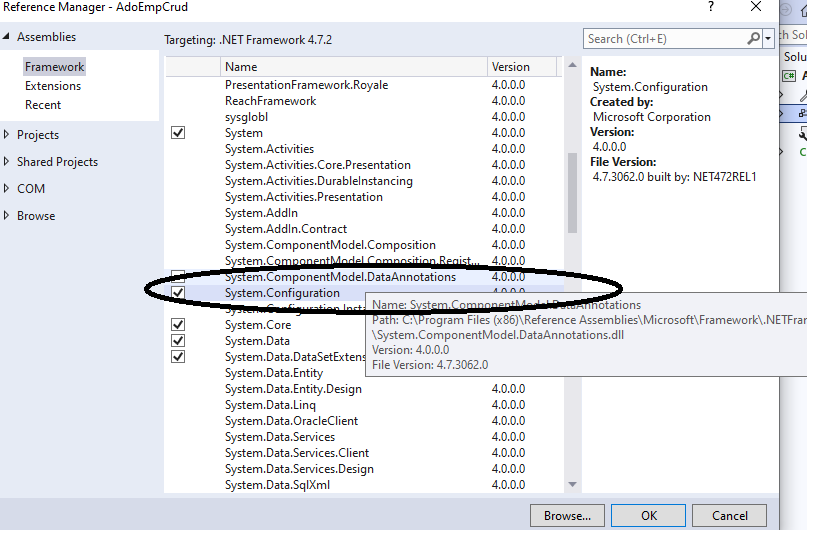 Reference Manager - AdoEmpCrud ? ×
Assemblies
Framework
Extensions
Recent
Projects
Shared Projects
COM
Browse
Targeting: .NET Framework 4.7.2
Search (Ctrl+E)
Name Version
PresentationFramework.Royale 4.0.0.0
ReachFramework 4.0.0.0
sysglobl 4.0.0.0
System 4.0.0.0
System.Activities 4.0.0.0
System.Activities.Core.Presentation 4.0.0.0
System.Activities.DurableInstancing 4.0.0.0
System.Activities.Presentation 4.0.0.0
System.AddIn 4.0.0.0
System.AddIn.Contract 4.0.0.0
System.ComponentModel.Composition 4.0.0.0
System.ComponentModel.Composition.Regist... 4.0.0.0
System.ComponentModel.DataAnnotations 4.0.0.0
System.Configuration 4.0.0.0
System.Configuration.Insta
System.Core
System.Data
System.Data.DataSetExtens
System.Data.Entity
System.Data.Entity.Design 4.0.0.0
System.Data.Linq 4.0.0.0
System.Data.OracleClient 4.0.0.0
System.Data.Services 4.0.0.0
System.Data.Services.Client 4.0.0.0
System.Data.Services.Design 4.0.0.0
System.Data.SqlXml 4.0.0.0
Name: System.ComponentModel.DataAnnotations
Path: C:\Program Files (x86)\Reference Assemblies\Microsoft\Framework\.NETFran
\System.ComponentModel.DataAnnotations.dll
Version: 4.0.0.0
File Version: 4.7.3062.0
Name:
System.Configuration
Created by:
Microsoft Corporation
Version:
4.0.0.0
File Version:
4.7.3062.0 built by: NET472REL1
Browse... OK Cancel
ch Sol
Solu
C# A